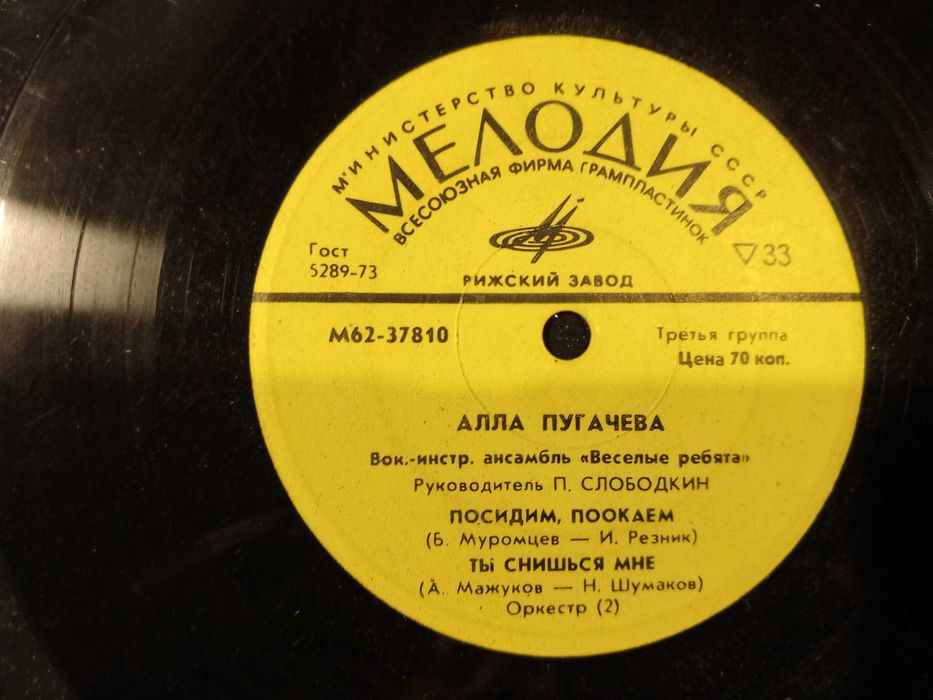 МИНИСТЕРСТВО КУЛЬТУРЫ СССР
МЕЛОДИЯ
ВСЕСОЮЗНАЯ ФИРМА ГРАМПЛАСТИНОК
Гост
5289-73
▽33
РИЖСКИЙ ЗАВОД
М62-37810
Третья группа
Цена 70 коп.
АЛЛА ПУГАЧЕВА
Вок.-инстр. ансамбль «Веселые ребята»
Руководитель П. СЛОБОДКИН
ПОСИДИМ, ПООКАЕМ
(Б. Муромцев — И. Резник)
ТЫ СНИШЬСЯ МНЕ
(А. Мажуков — Н. Шумаков)
Оркестр (2)